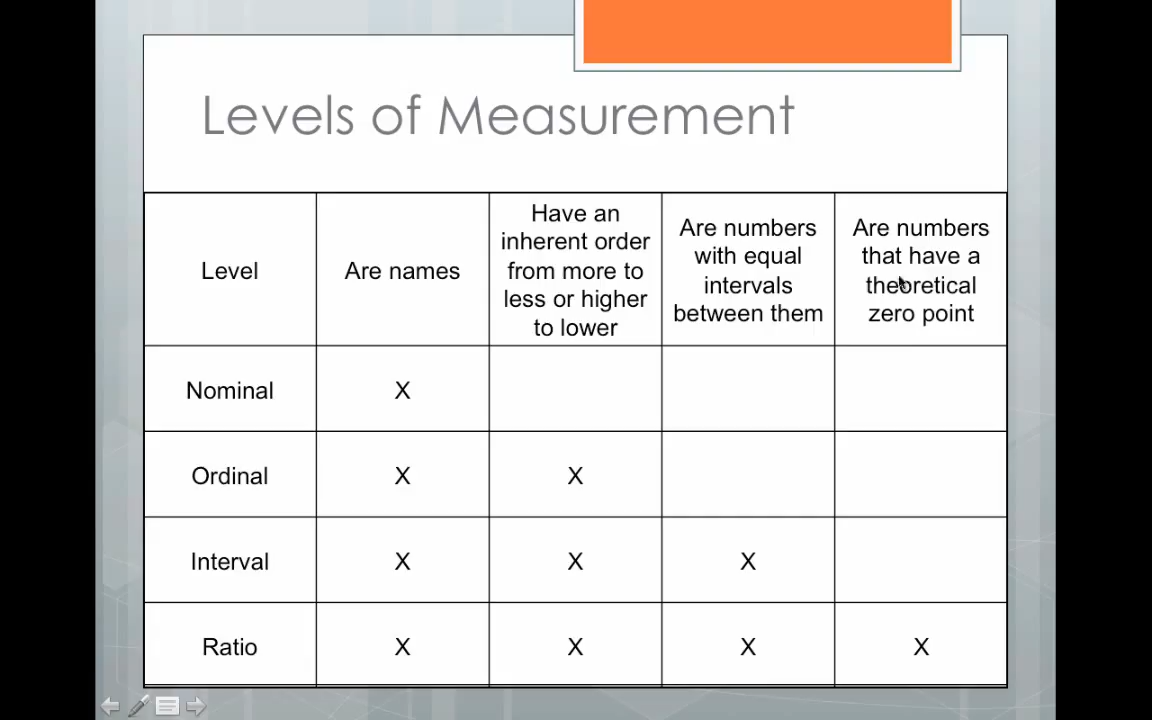 Levels of Measurement
Level
Are names
Have an
inherent order
from more to
less or higher
to lower
Are numbers
with equal
intervals
between them
Are numbers
that have a
theoretical
zero point
Nominal X
Ordinal X X
Interval X X X
Ratio X X X X